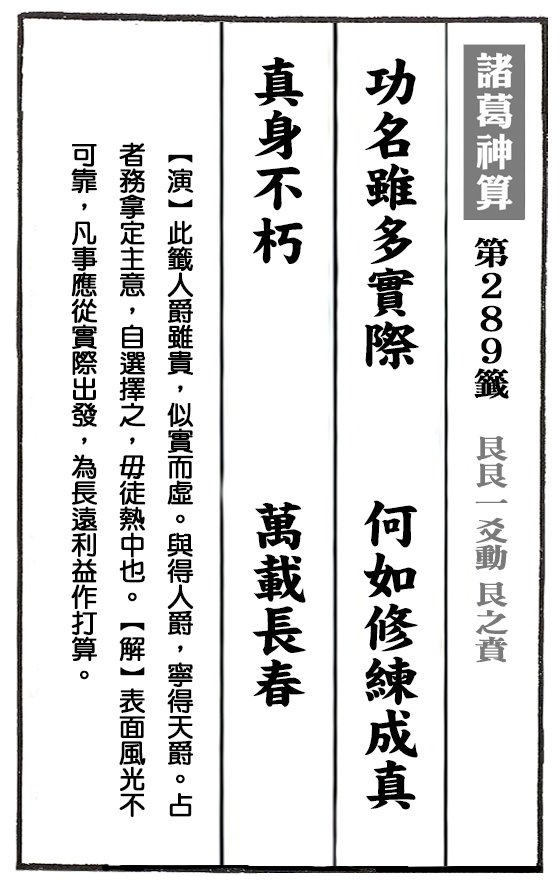 諸葛神算 第289籤 艮艮一爻動 艮之賁
功名雖多實際 何如修練成真
真身不朽 萬載長春
【演】此籤人爵雖貴，似實而虛。與得人爵，寧得天爵。占
者務拿定主意，自選擇之，毋徒熱中也。【解】表面風光不
可靠，凡事應從實際出發，為長遠利益作打算。